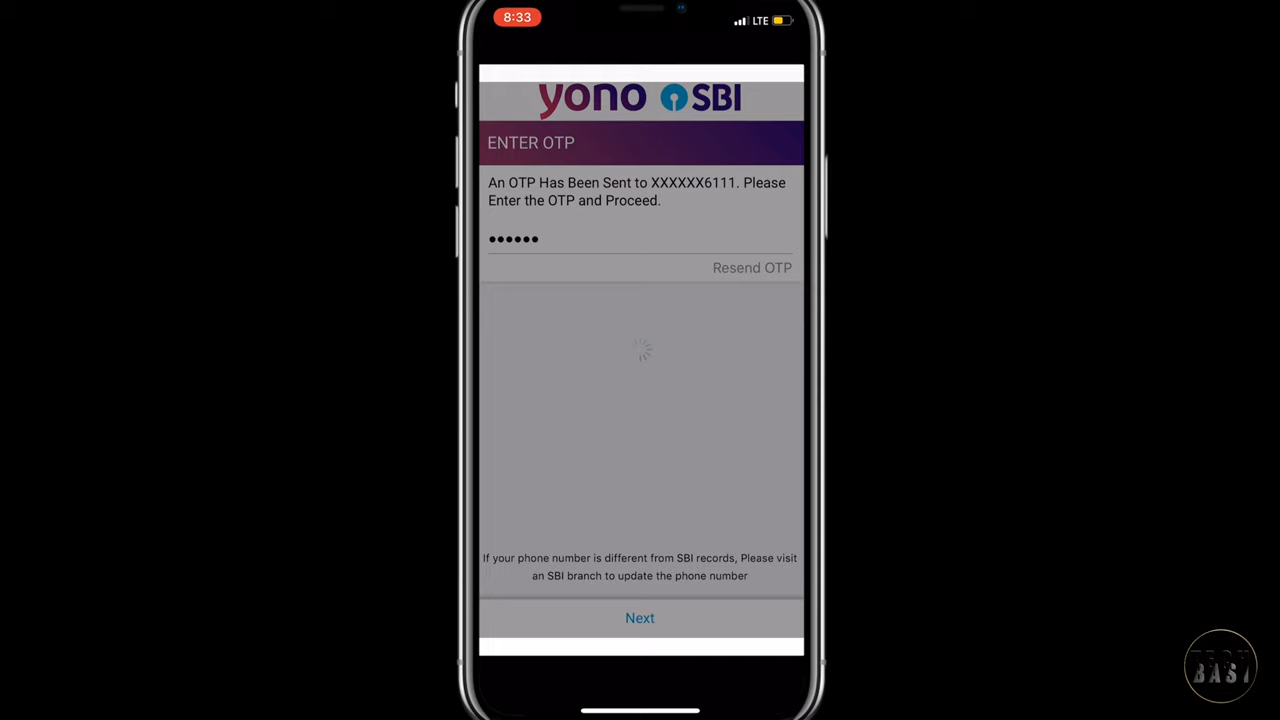 8:33
LTE
yono SBI
ENTER OTP
An OTP Has Been Sent to XXXXXX6111. Please
Enter the OTP and Proceed.
••••••
Resend OTP
If your phone number is different from SBI records, Please visit
an SBI branch to update the phone number
Next
TECH
BAST